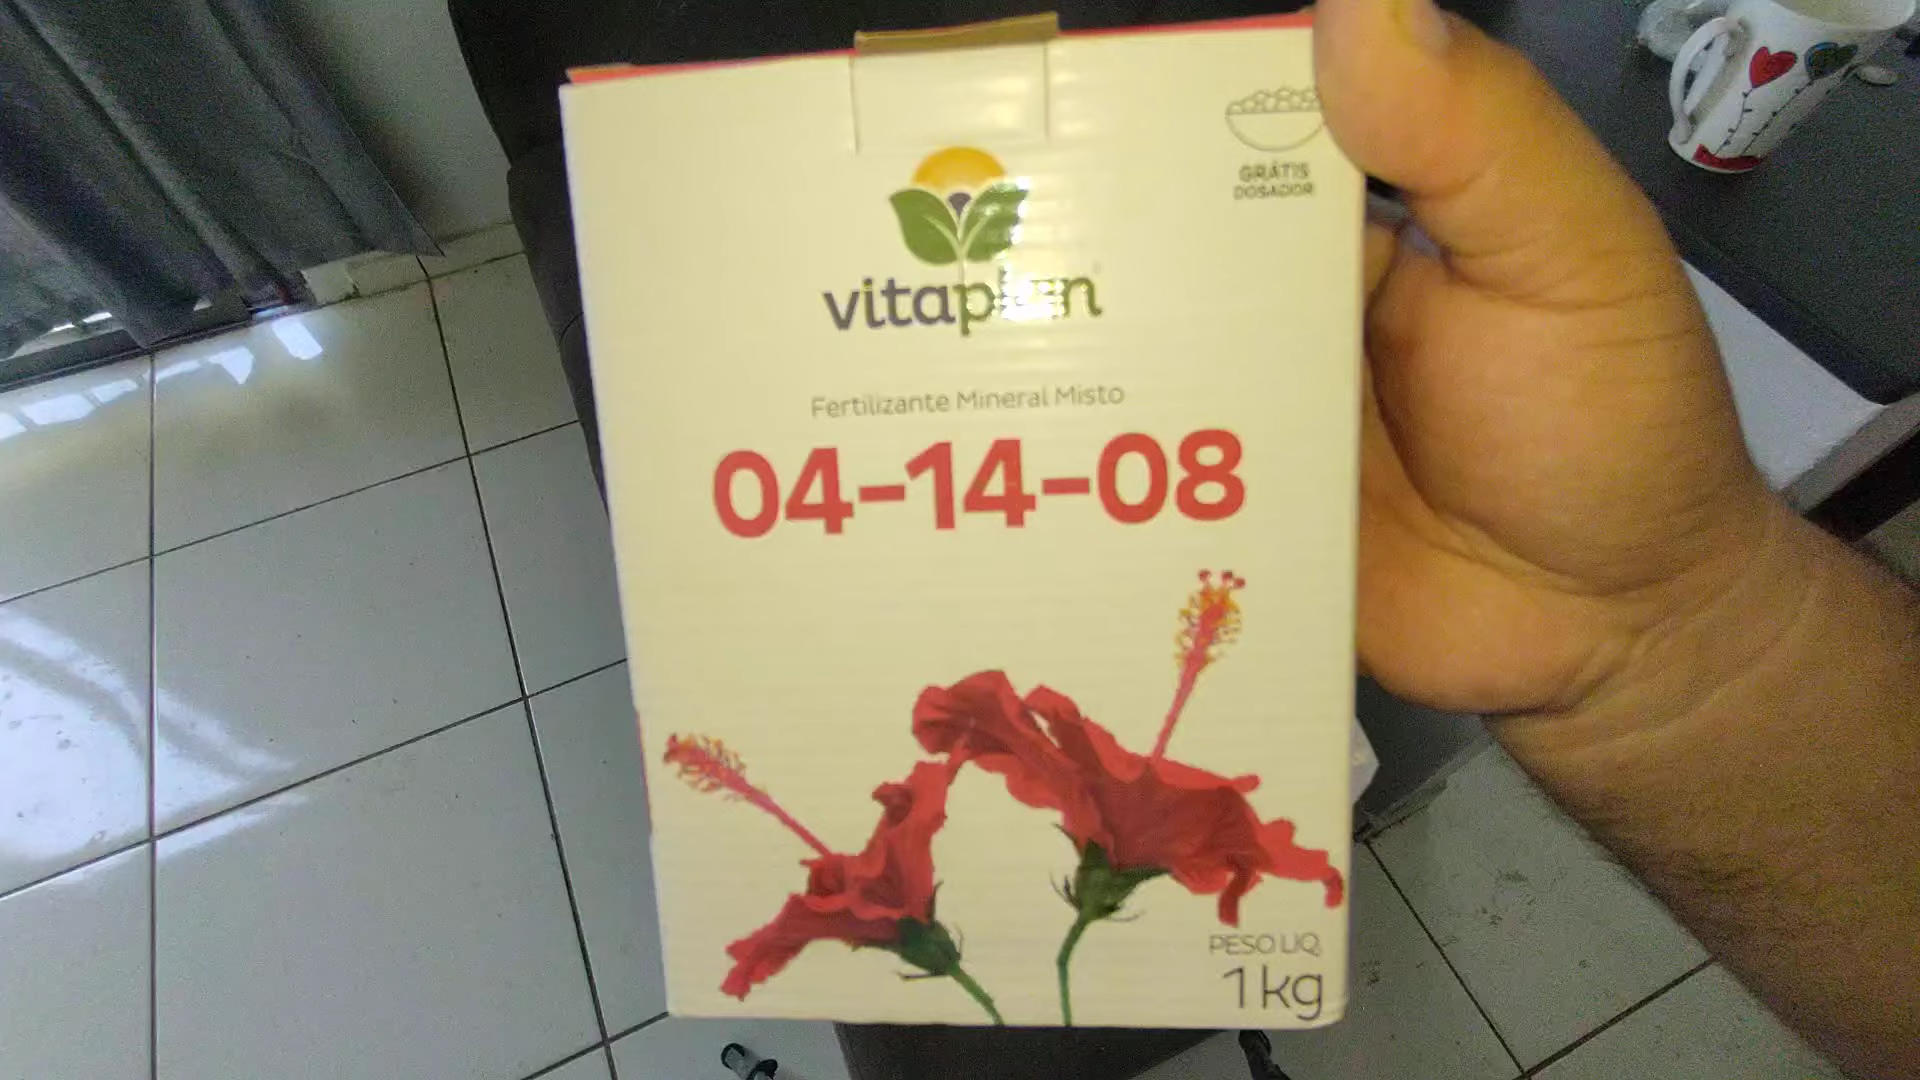 GRÁTIS
DOSADOR
vitaplan
Fertilizante Mineral Misto
04-14-08
PESO LIQ.
1kg